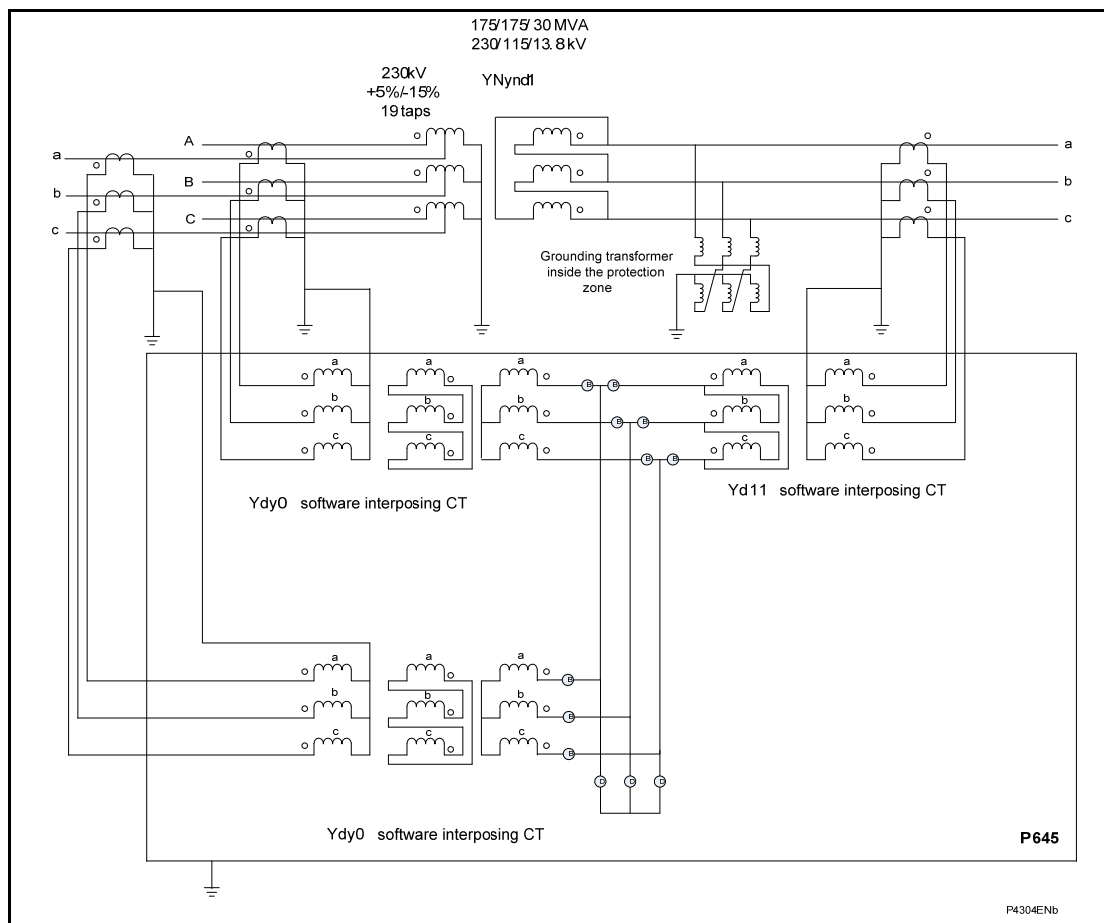 175/175/30 MVA
230/115/13.8 kV
230kV
+5%/-15%
19 taps
YNynd1
A
a
B
b
C
c
a
b
c
Grounding transformer
inside the protection
zone
a
a
a
a
a
b
b
b
b
b
c
c
c
c
c
B B
B B
B B
Ydy0 software interposing CT
Yd11 software interposing CT
a
a
a
b
b
b
c
c
c
B
B
B
D D D
Ydy0 software interposing CT
P645
P4304ENb